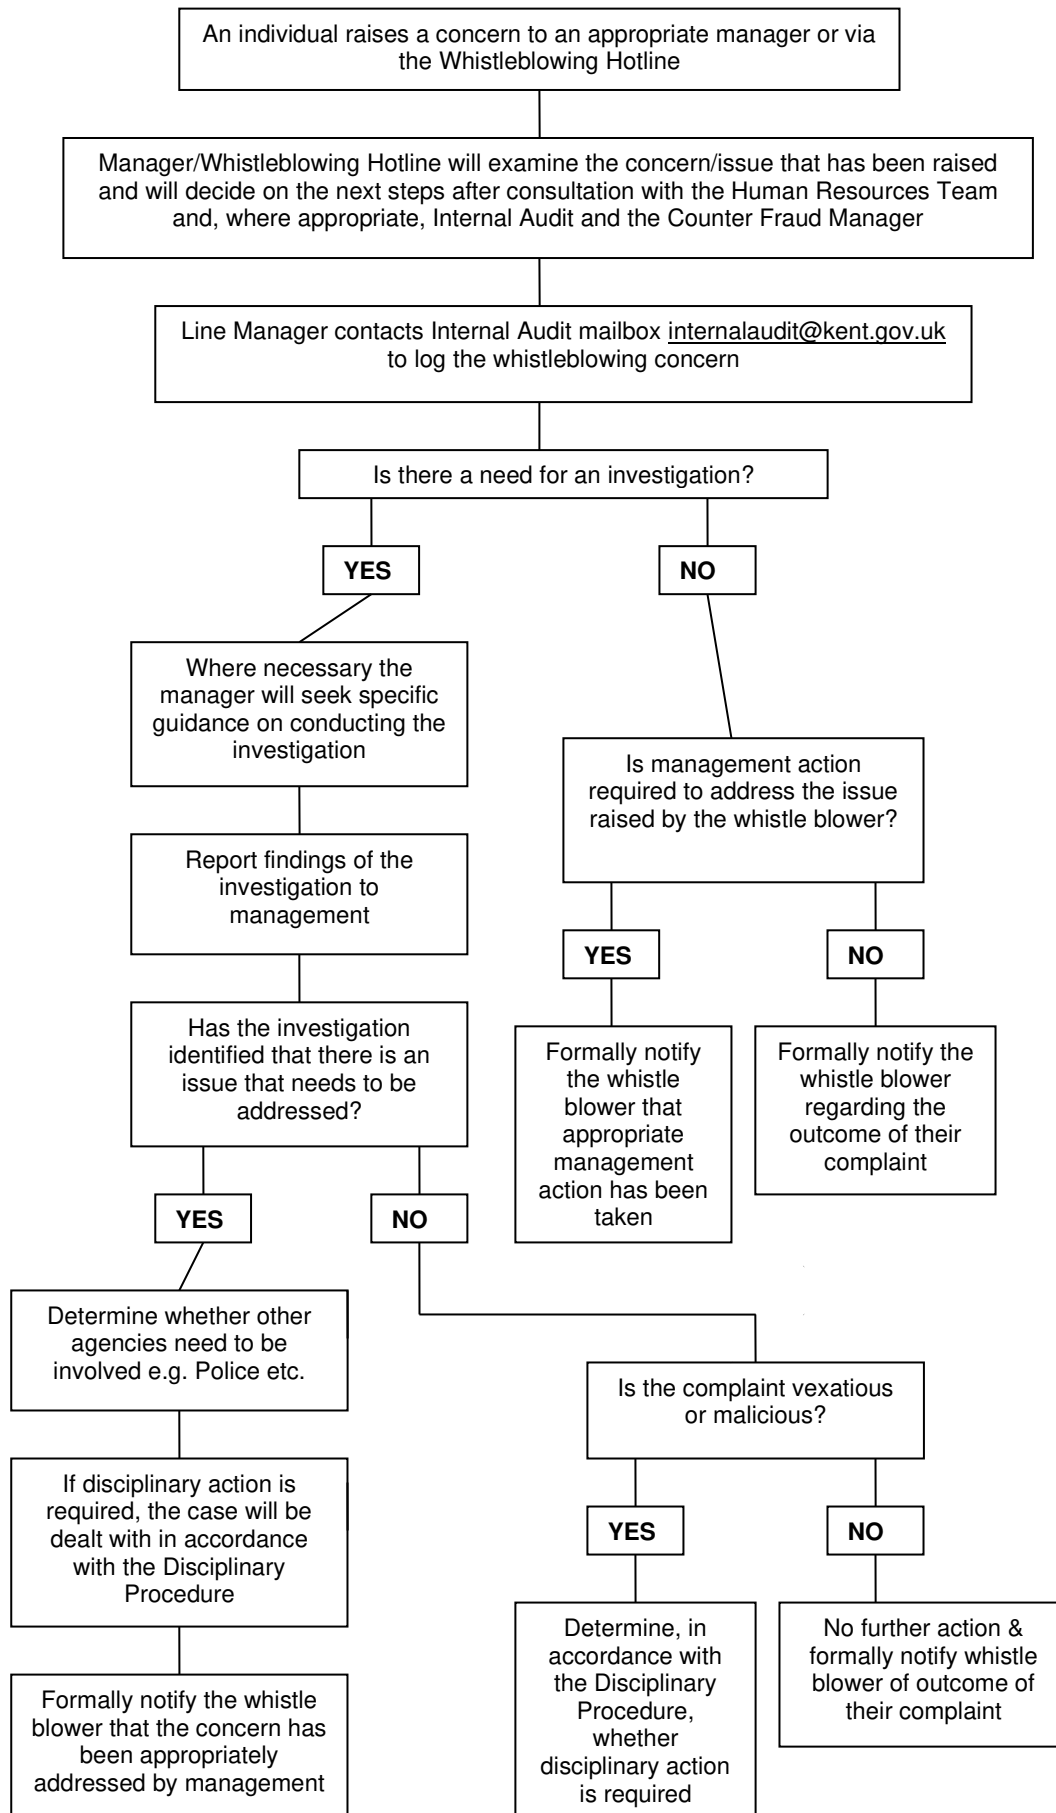 An individual raises a concern to an appropriate manager or via
the Whistleblowing Hotline
Manager/Whistleblowing Hotline will examine the concern/issue that has been raised
and will decide on the next steps after consultation with the Human Resources Team
and, where appropriate, Internal Audit and the Counter Fraud Manager
Line Manager contacts Internal Audit mailbox internalaudit@kent.gov.uk
to log the whistleblowing concern
Is there a need for an investigation?
YES
NO
Where necessary the
manager will seek specific
guidance on conducting the
investigation
Is management action
required to address the issue
raised by the whistle blower?
Report findings of the
investigation to
management
YES
NO
Has the investigation
identified that there is an
issue that needs to be
addressed?
Formally notify
the whistle
blower that
appropriate
management
action has been
taken
Formally notify the
whistle blower
regarding the
outcome of their
complaint
YES
NO
Determine whether other
agencies need to be
involved e.g. Police etc.
Is the complaint vexatious
or malicious?
If disciplinary action is
required, the case will be
dealt with in accordance
with the Disciplinary
Procedure
YES
NO
Determine, in
accordance with
the Disciplinary
Procedure,
whether
disciplinary action
is required
No further action &
formally notify whistle
blower of outcome of
their complaint
Formally notify the whistle
blower that the concern has
been appropriately
addressed by management